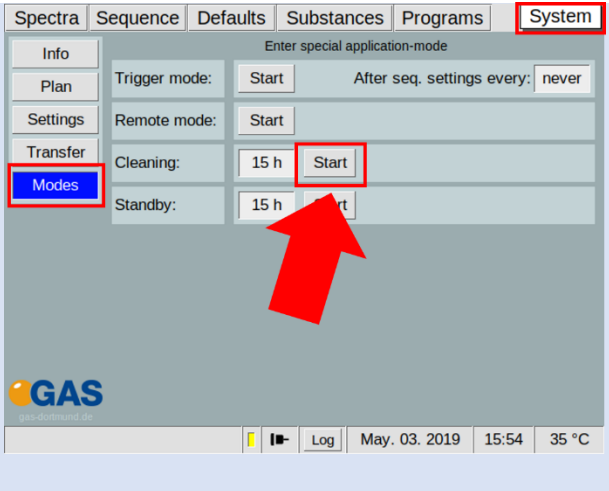 Spectra Sequence Defaults Substances Programs System
Enter special application-mode
Info
Plan
Settings
Transfer
Modes
Trigger mode: Start After seq. settings every: never
Remote mode: Start
Cleaning: 15 h Start
Standby: 15 h Start
GAS
gas-dortmund.de
Log May. 03. 2019 15:54 35 °C